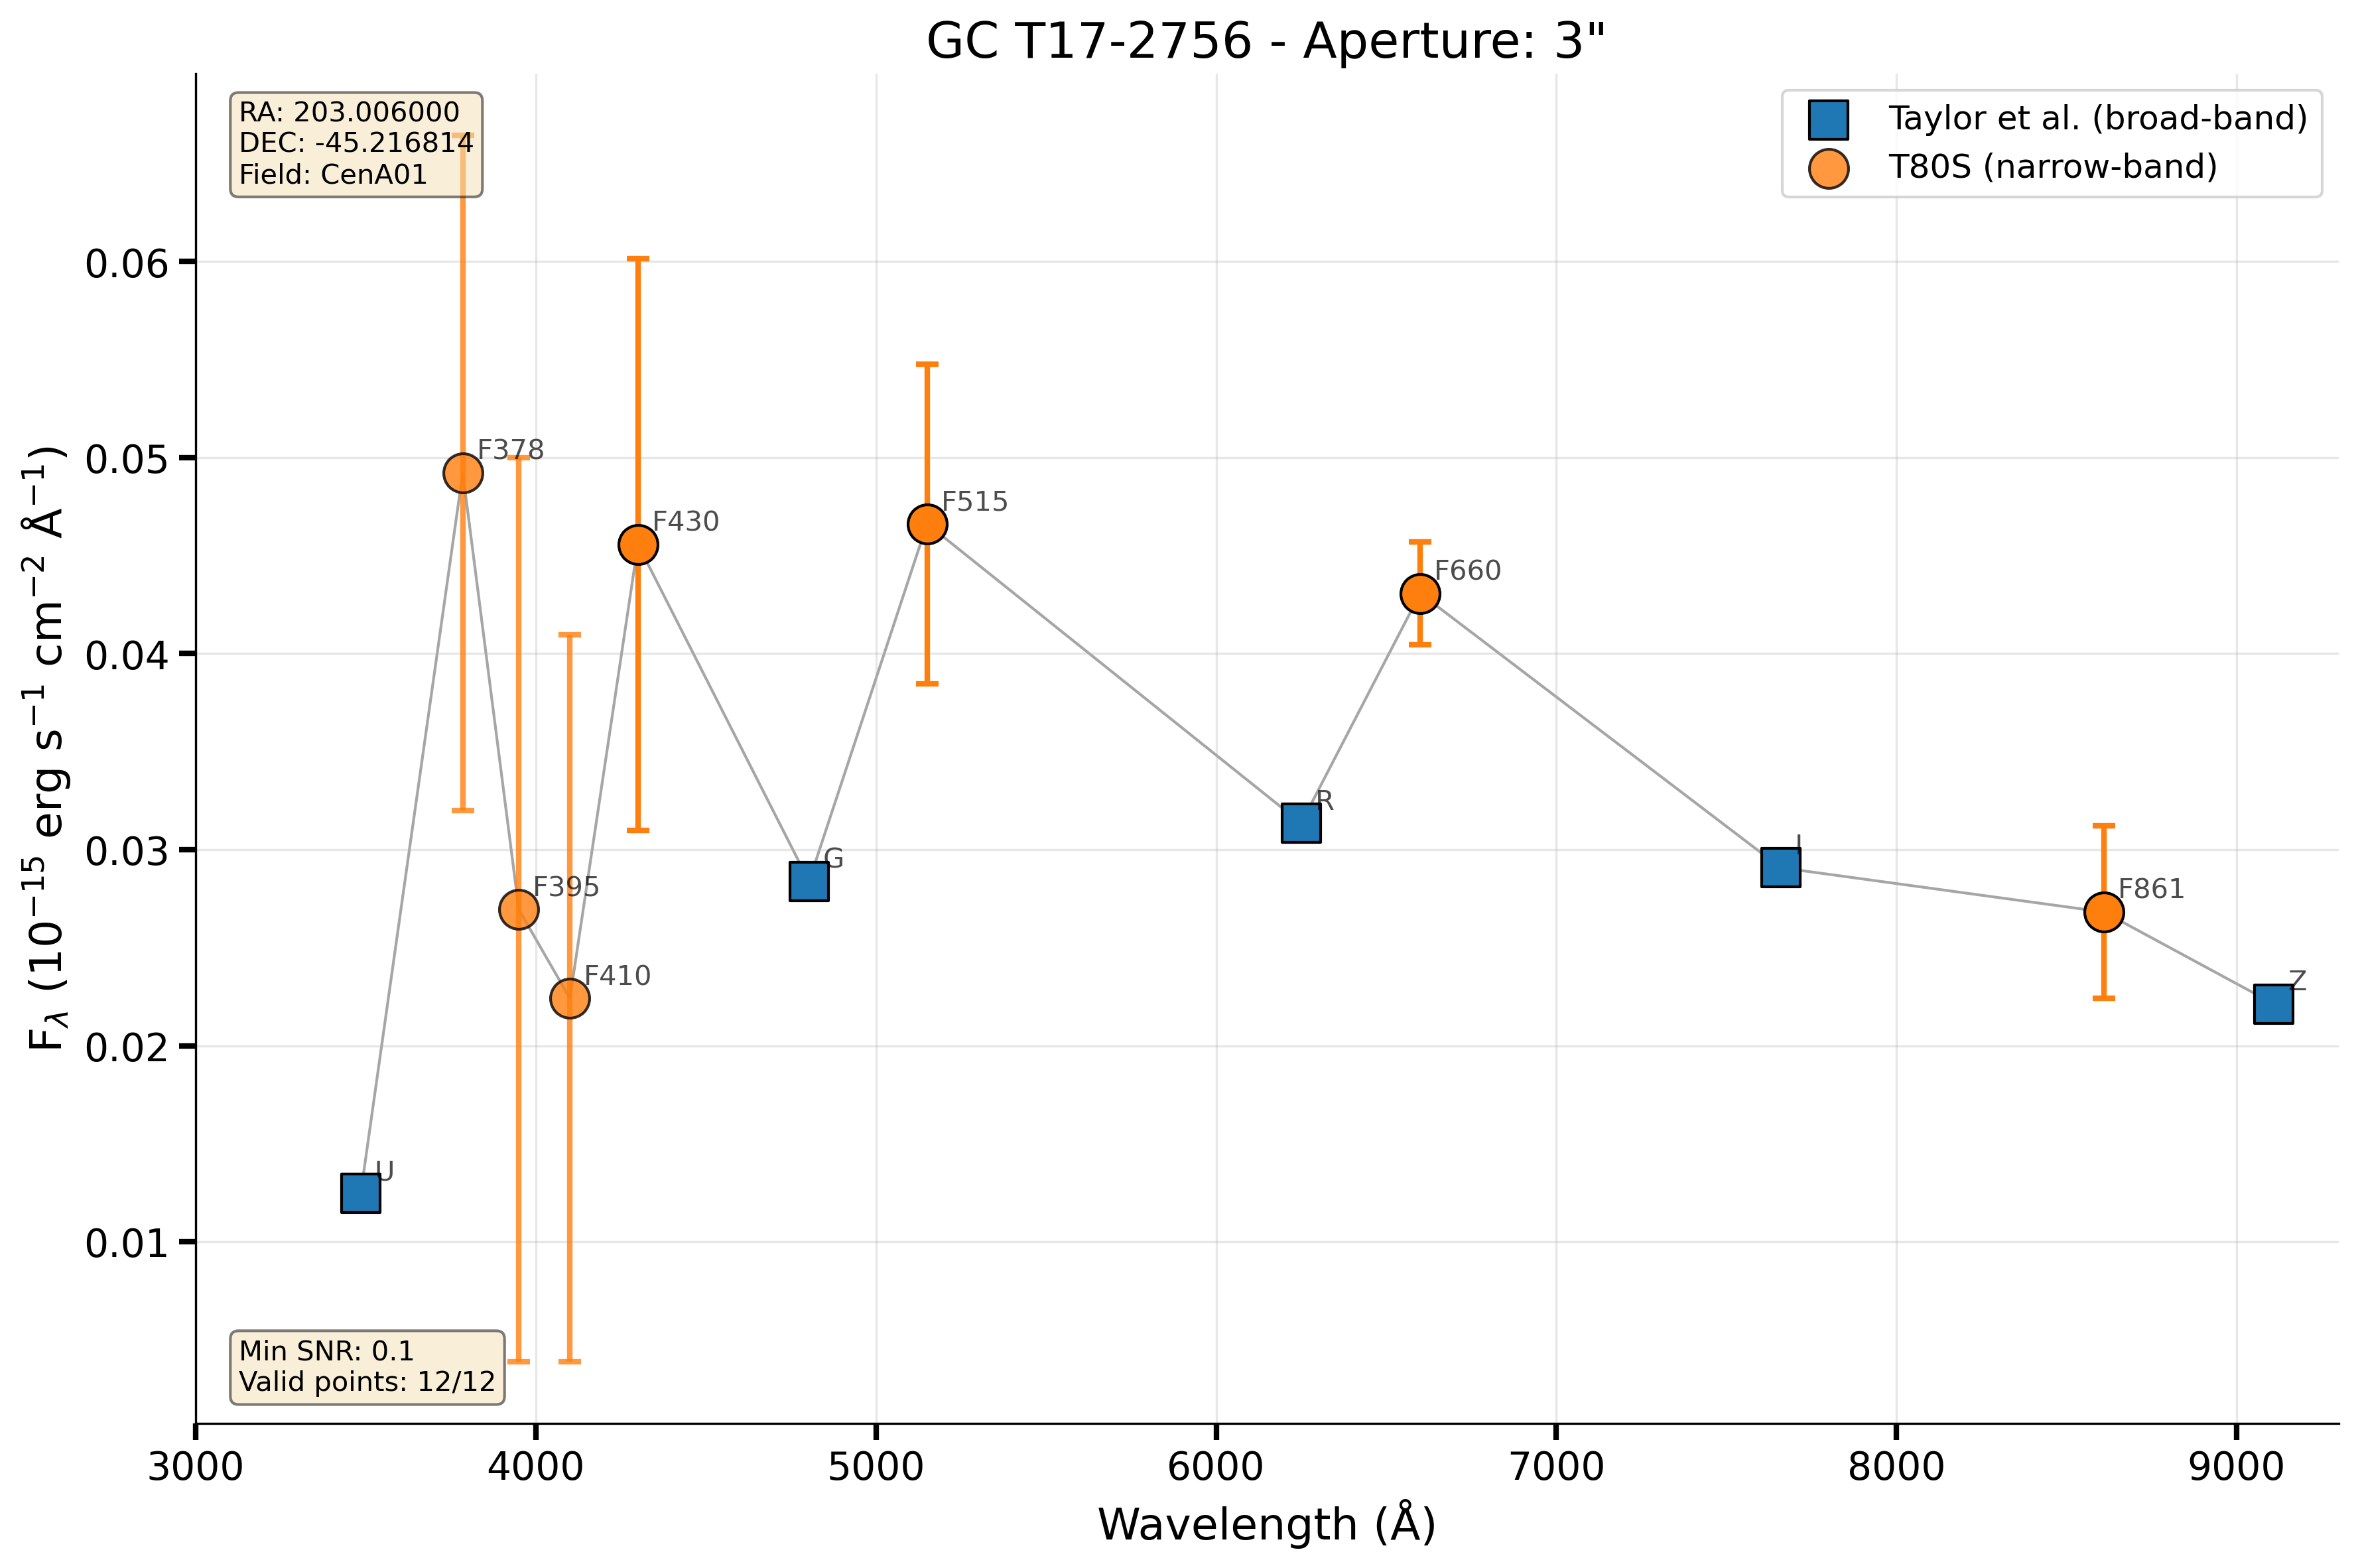 GC T17-2756 - Aperture: 3"
RA: 203.006000
DEC: -45.216814
Field: CenA01
Taylor et al. (broad-band)
T80S (narrow-band)
0.06
0.05
0.04
0.03
0.02
0.01
F_λ (10⁻¹⁵ erg s⁻¹ cm⁻² Å⁻¹)
F378
F430
F515
F660
F395
F410
G
R
I
F861
Z
U
Min SNR: 0.1
Valid points: 12/12
3000 4000 5000 6000 7000 8000 9000
Wavelength (Å)